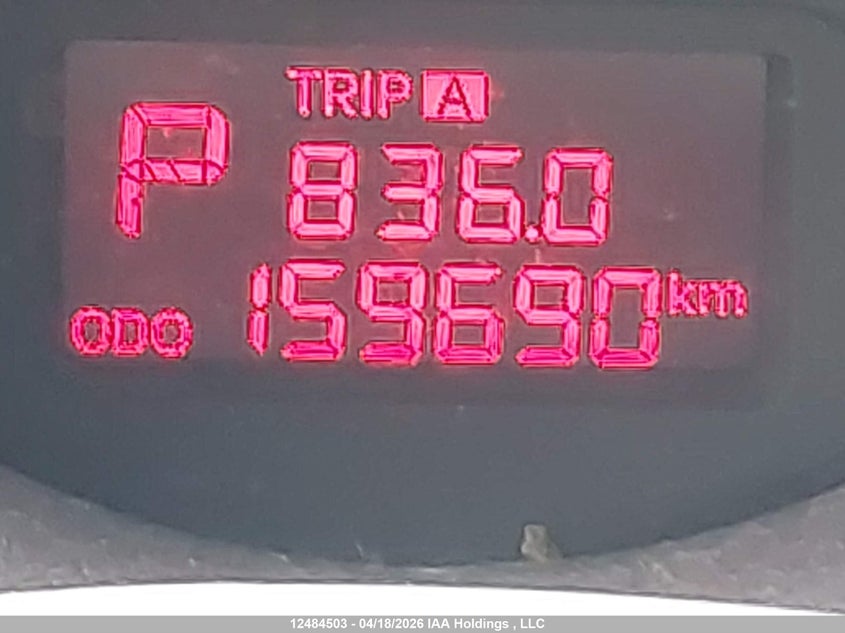 TRIP A
P 836.0
ODO 159690 km
12484503 - 04/18/2026 IAA Holdings , LLC